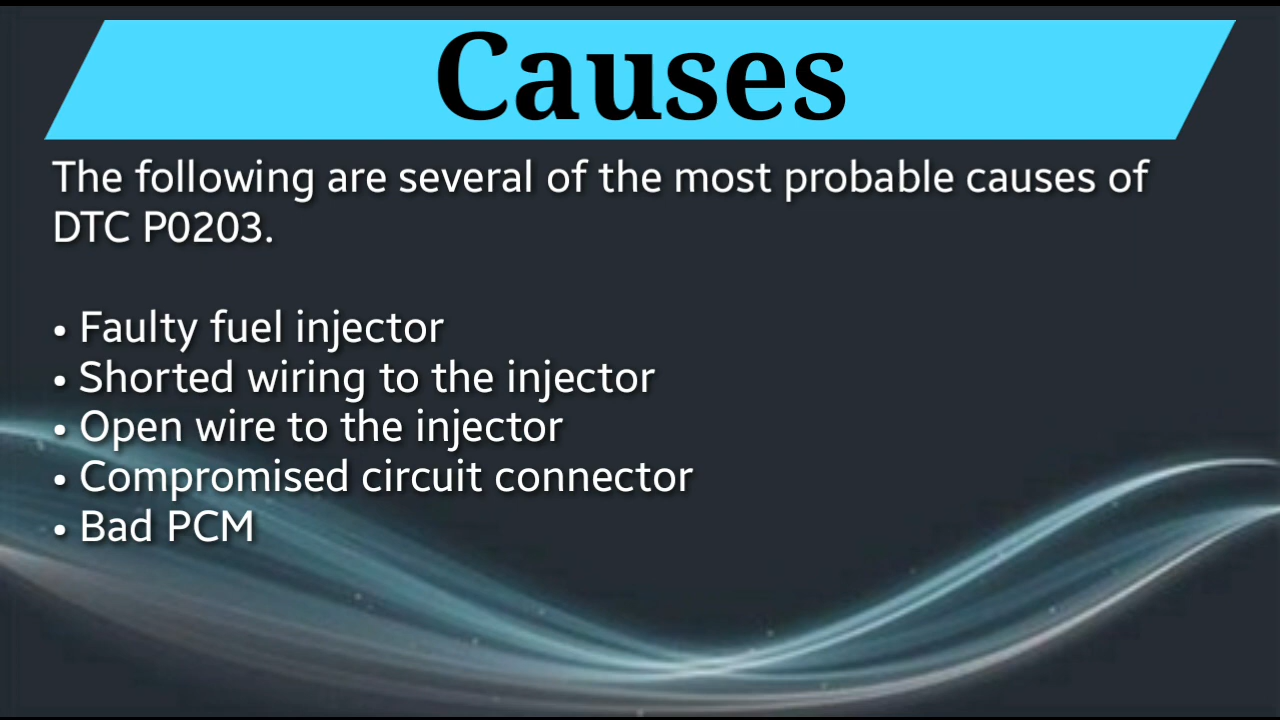 Causes
The following are several of the most probable causes of
DTC P0203.
• Faulty fuel injector
• Shorted wiring to the injector
• Open wire to the injector
• Compromised circuit connector
• Bad PCM